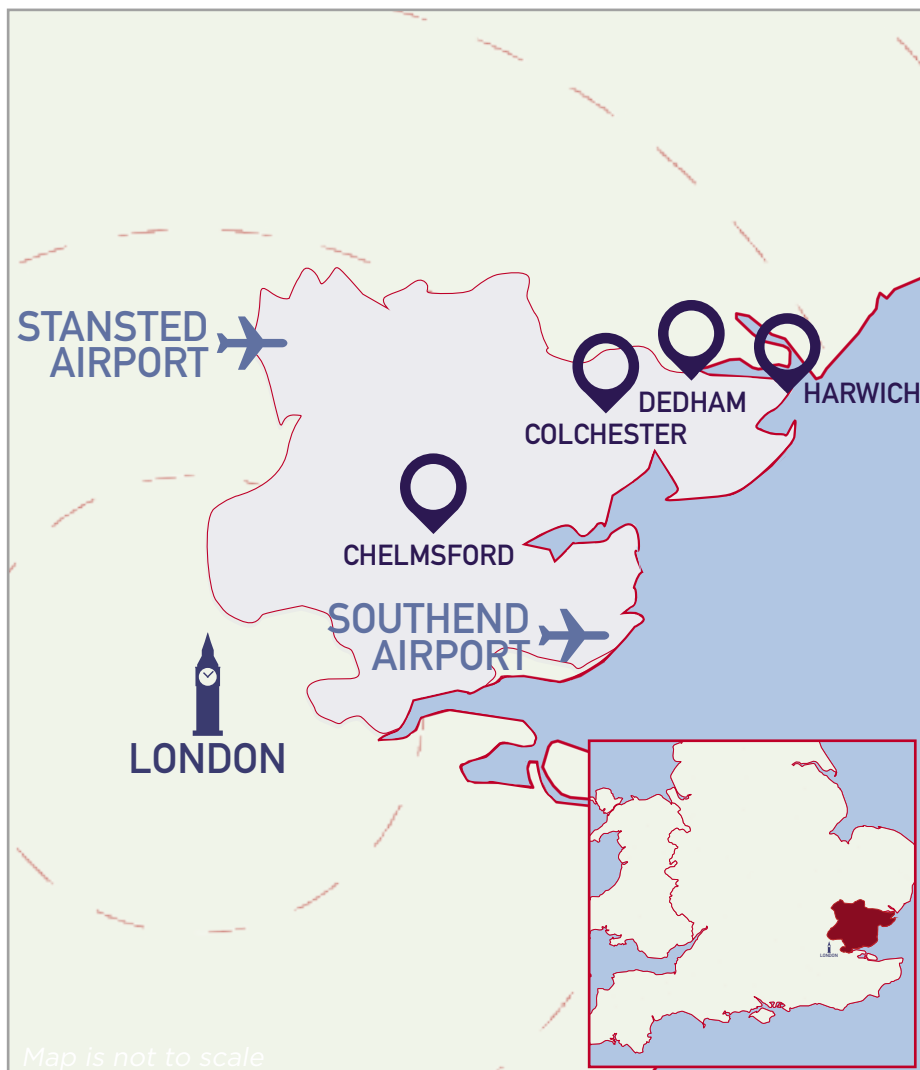 STANSTED
AIRPORT
DEDHAM
HARWICH
COLCHESTER
CHELMSFORD
SOUTHEND
AIRPORT
LONDON
LONDON
Map is not to scale